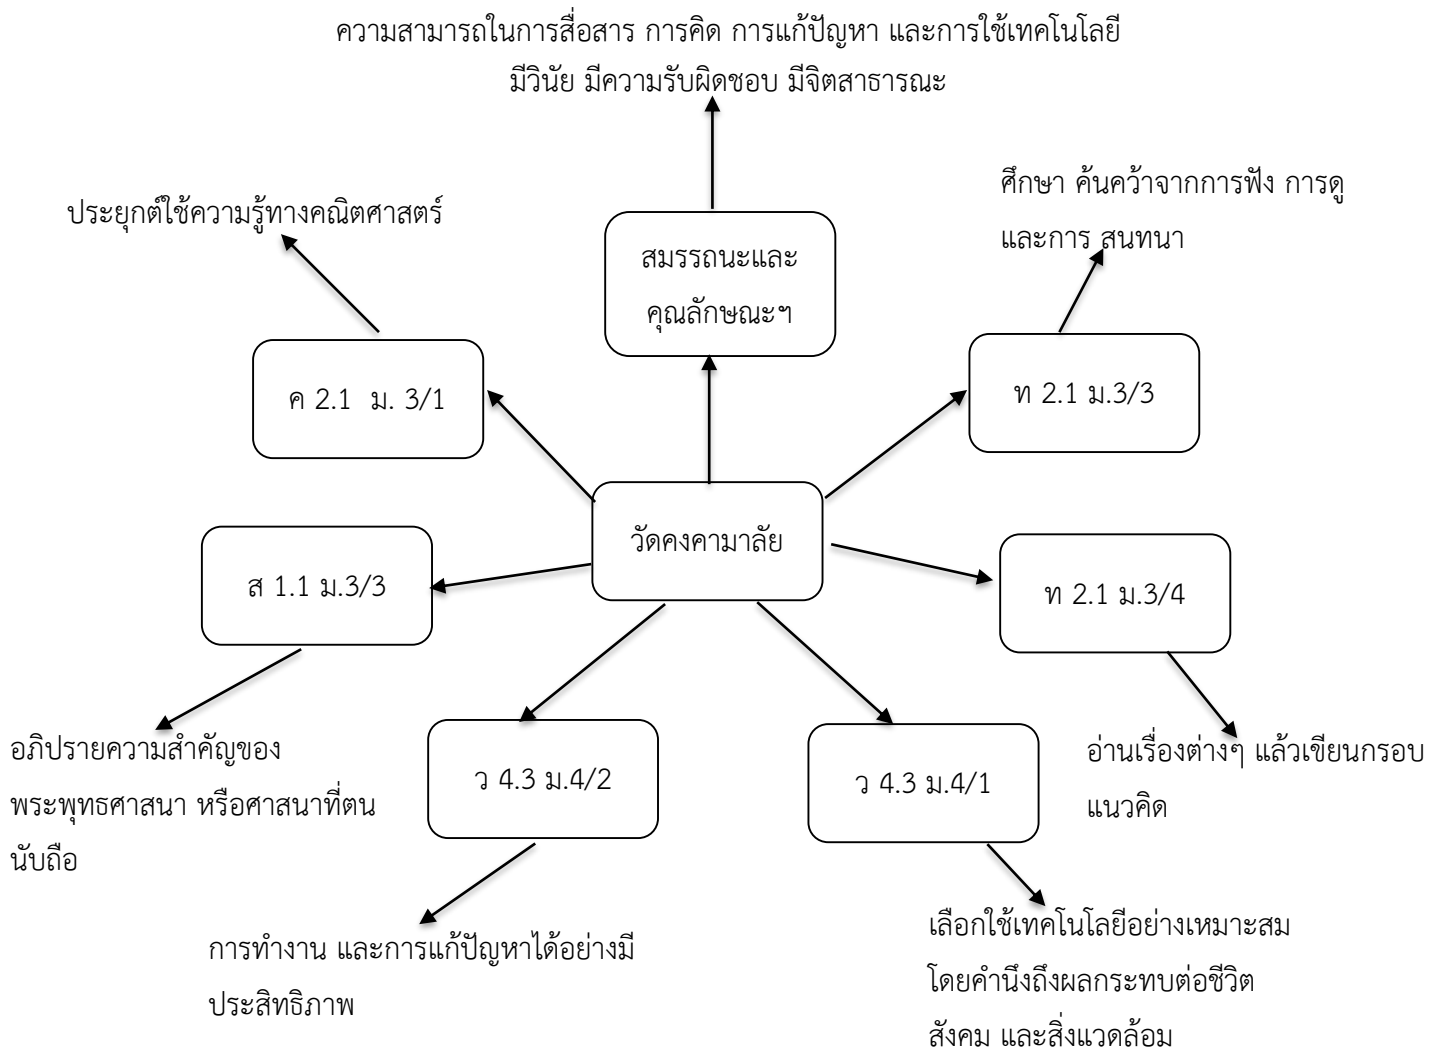 ความสามารถในการสื่อสาร การคิด การแก้ปัญหา และการใช้เทคโนโลยี
มีวินัย มีความรับผิดชอบ มีจิตสาธารณะ
ศึกษา ค้นคว้าจากการฟัง การดู
และการ สนทนา
ประยุกต์ใช้ความรู้ทางคณิตศาสตร์
สมรรถนะและ
คุณลักษณะฯ
ค 2.1 ม. 3/1
ท 2.1 ม.3/3
วัดคงคามาลัย
ส 1.1 ม.3/3
ท 2.1 ม.3/4
อภิปรายความสำคัญของ
พระพุทธศาสนา หรือศาสนาที่ตน
นับถือ
ว 4.3 ม.4/2
ว 4.3 ม.4/1
อ่านเรื่องต่างๆ แล้วเขียนกรอบ
แนวคิด
การทำงาน และการแก้ปัญหาได้อย่างมี
ประสิทธิภาพ
เลือกใช้เทคโนโลยีอย่างเหมาะสม
โดยคำนึงถึงผลกระทบต่อชีวิต
สังคม และสิ่งแวดล้อม